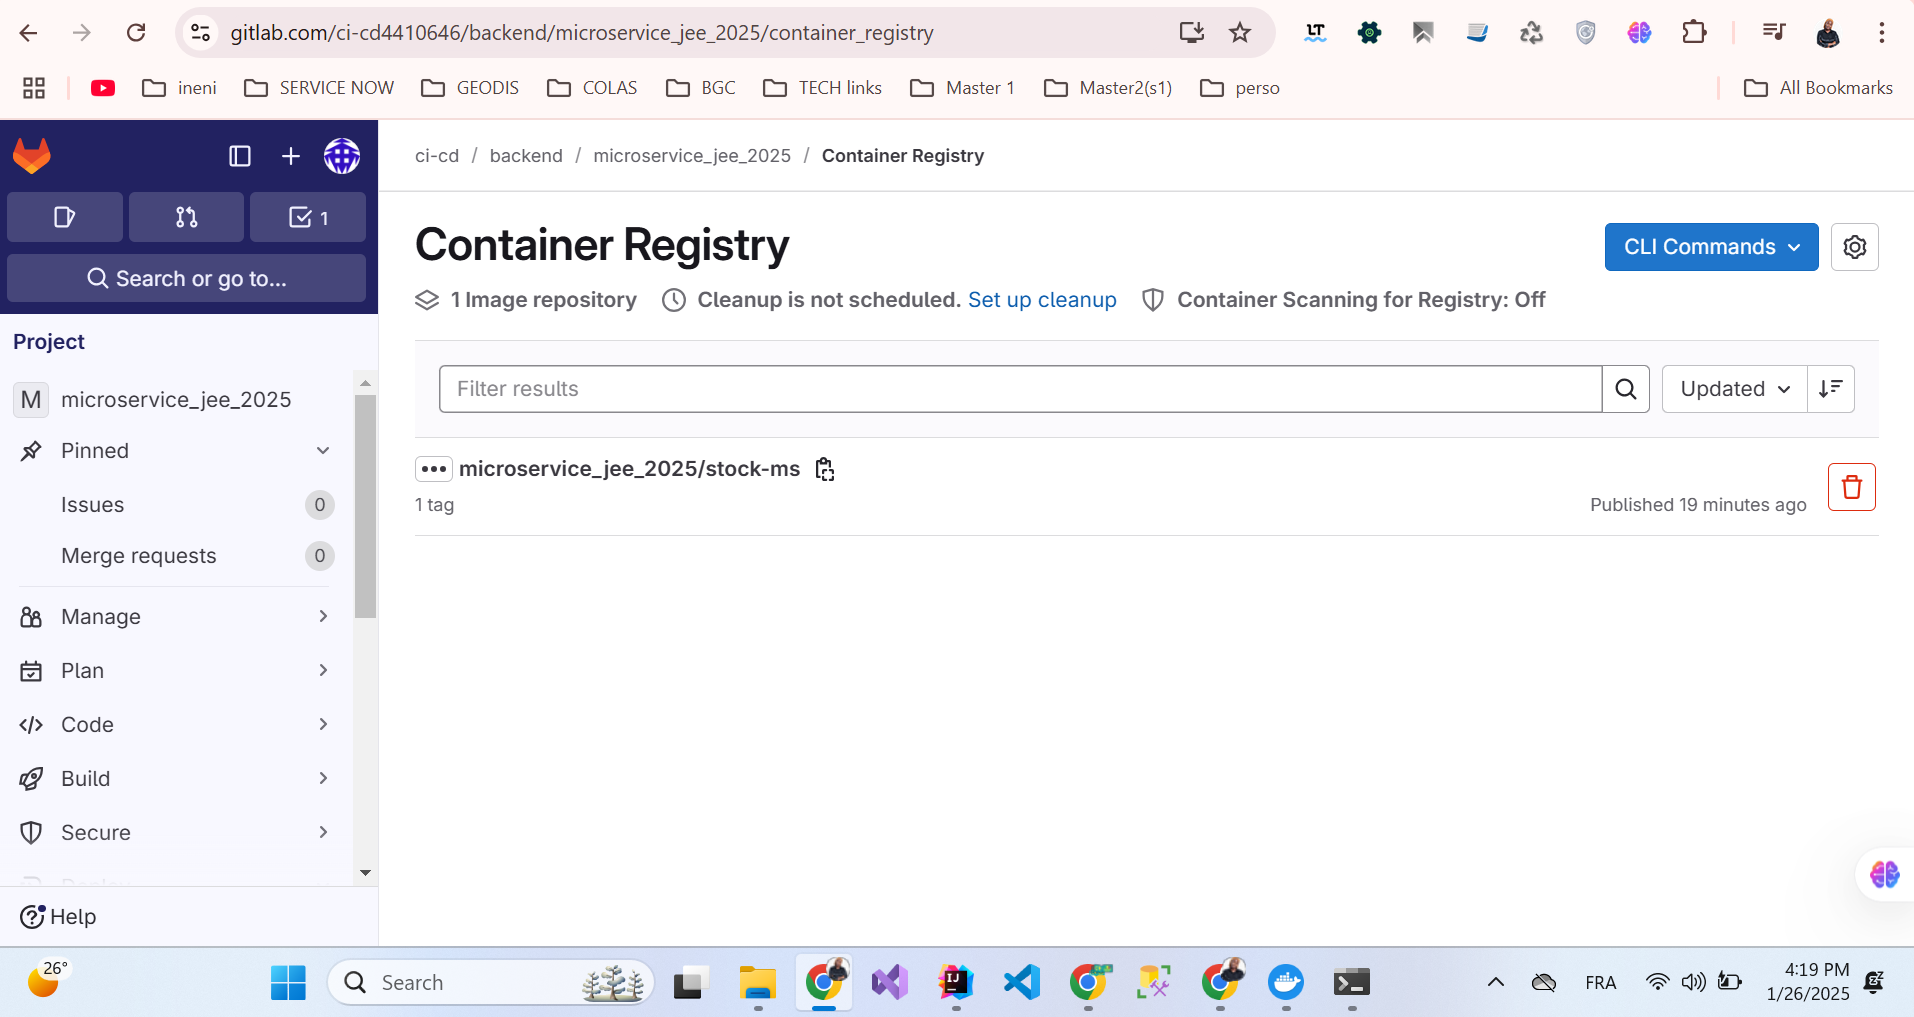 gitlab.com/ci-cd4410646/backend/microservice_jee_2025/container_registry
ineni SERVICE NOW GEODIS COLAS BGC TECH links Master 1 Master2(s1) perso All Bookmarks
1
Search or go to...
Project
M microservice_jee_2025
Pinned
Issues 0
Merge requests 0
Manage
Plan
Code
Build
Secure
Deploy
Help
ci-cd / backend / microservice_jee_2025 / Container Registry
Container Registry
CLI Commands
1 Image repository Cleanup is not scheduled. Set up cleanup Container Scanning for Registry: Off
Filter results
Updated
microservice_jee_2025/stock-ms
1 tag
Published 19 minutes ago
26°
Search
FRA
4:19 PM
1/26/2025